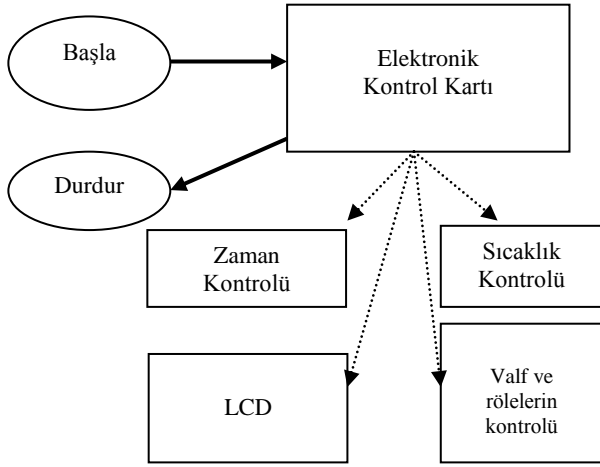 Başla
Elektronik
Kontrol Kartı
Durdur
Zaman
Kontrolü
Sıcaklık
Kontrolü
LCD
Valf ve
rölelerin
kontrolü